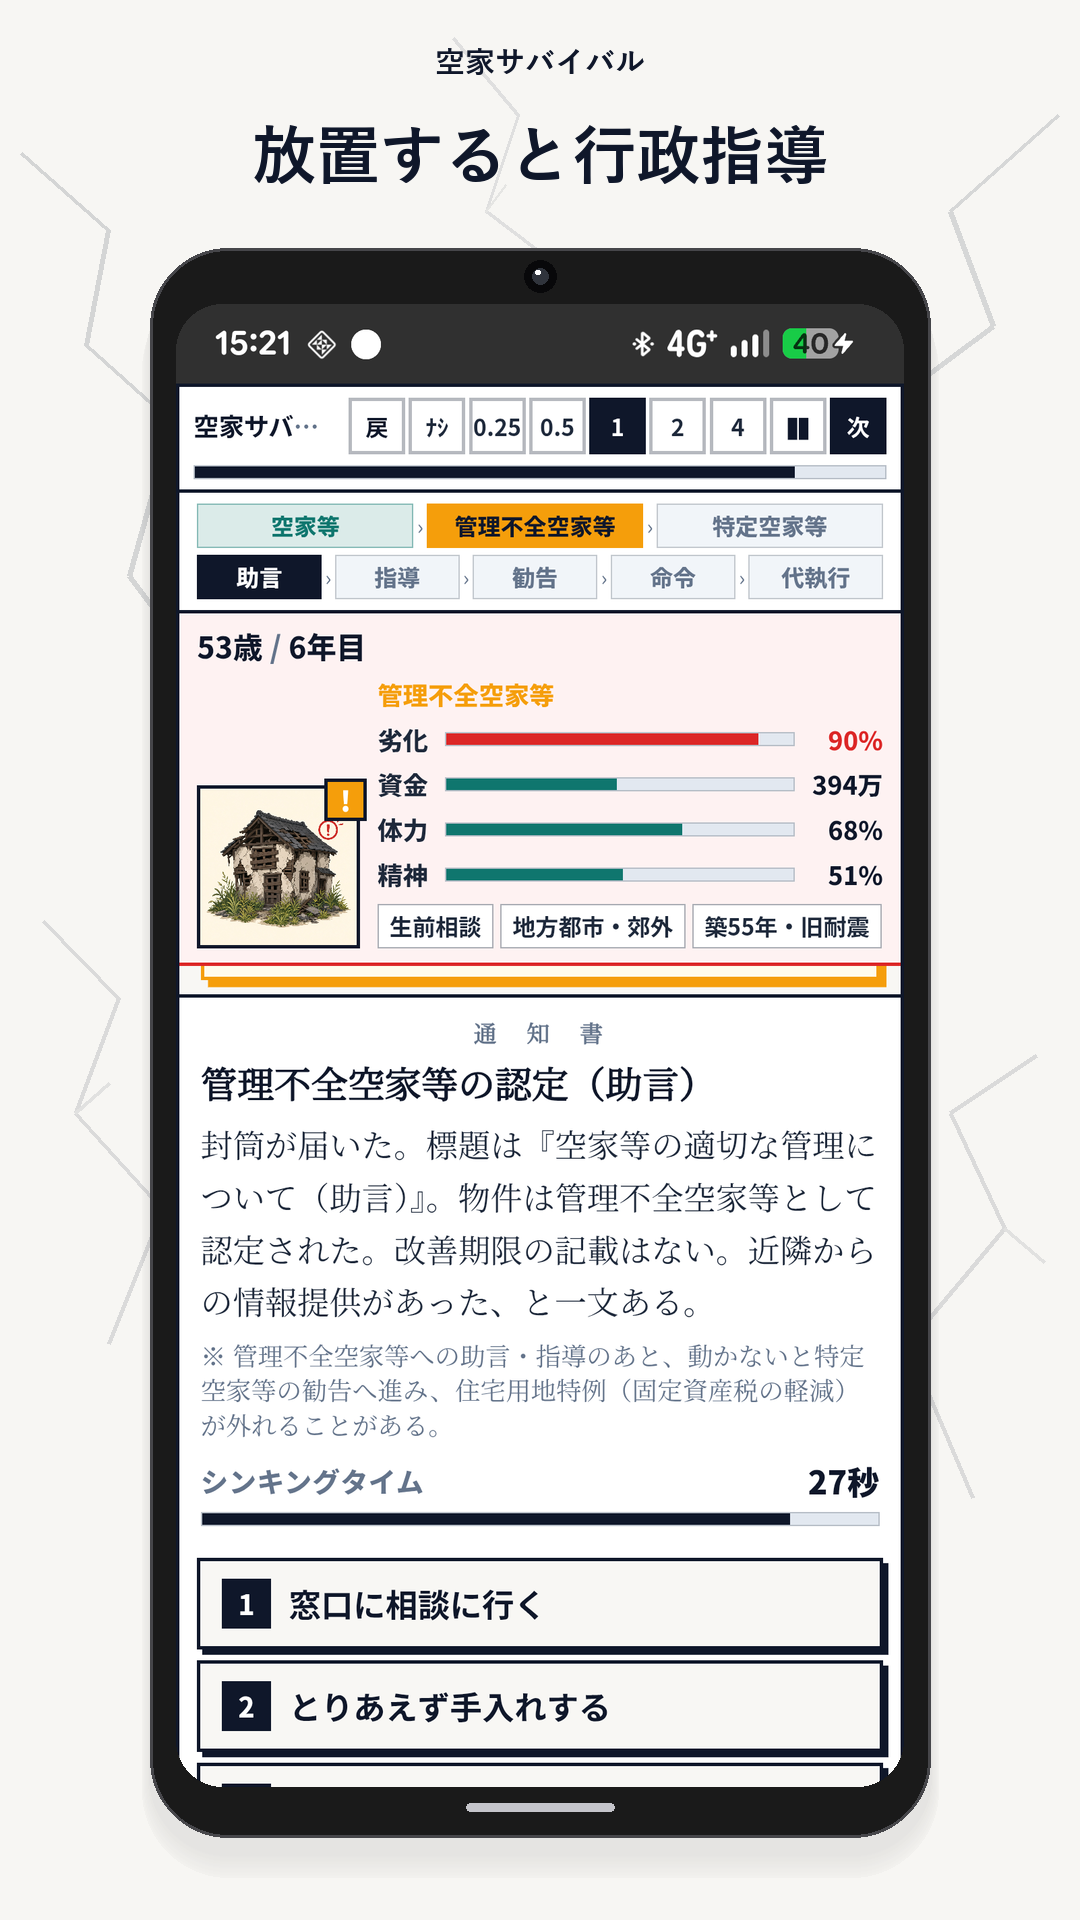 空家サバイバル
放置すると行政指導
15:21 4G+ 40
空家サバ… 戻 ﾅｼ 0.25 0.5 1 2 4 次
空家等 › 管理不全空家等 › 特定空家等
助言 › 指導 › 勧告 › 命令 › 代執行
53歳 / 6年目
管理不全空家等
劣化 90%
資金 394万
! 体力 68%
精神 51%
生前相談 地方都市・郊外 築55年・旧耐震
通知書
管理不全空家等の認定（助言）
封筒が届いた。標題は『空家等の適切な管理に
ついて（助言）』。物件は管理不全空家等として
認定された。改善期限の記載はない。近隣から
の情報提供があった、と一文ある。
※ 管理不全空家等への助言・指導のあと、動かないと特定
空家等の勧告へ進み、住宅用地特例（固定資産税の軽減）
が外れることがある。
シンキングタイム 27秒
1 窓口に相談に行く
2 とりあえず手入れする